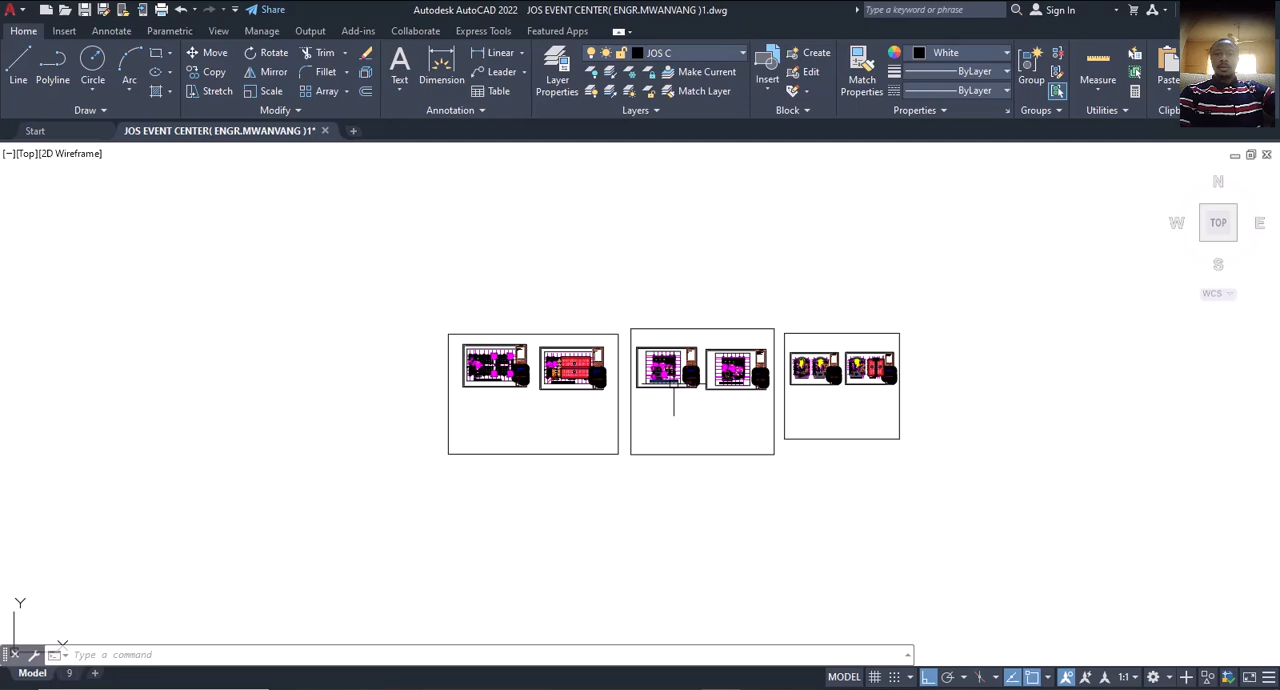 Share
Autodesk AutoCAD 2022 JOS EVENT CENTER( ENGR.MWANVANG )1.dwg
Type a keyword or phrase
Sign In
Home Insert Annotate Parametric View Manage Output Add-ins Collaborate Express Tools Featured Apps
Line Polyline Circle Arc
Draw
Move Rotate Trim
Copy Mirror Fillet
Stretch Scale Array
Modify
Text Dimension
Linear
Leader
Table
Annotation
Layer Properties
JOS C
Make Current
Match Layer
Layers
Insert
Create
Edit
Block
Match Properties
White
ByLayer
ByLayer
Properties
Group
Groups
Measure
Utilities
Paste
Start
JOS EVENT CENTER( ENGR.MWANVANG )1*
[−][Top][2D Wireframe]
N
W TOP E
S
WCS
Y
X
Type a command
Model 9
MODEL
1:1